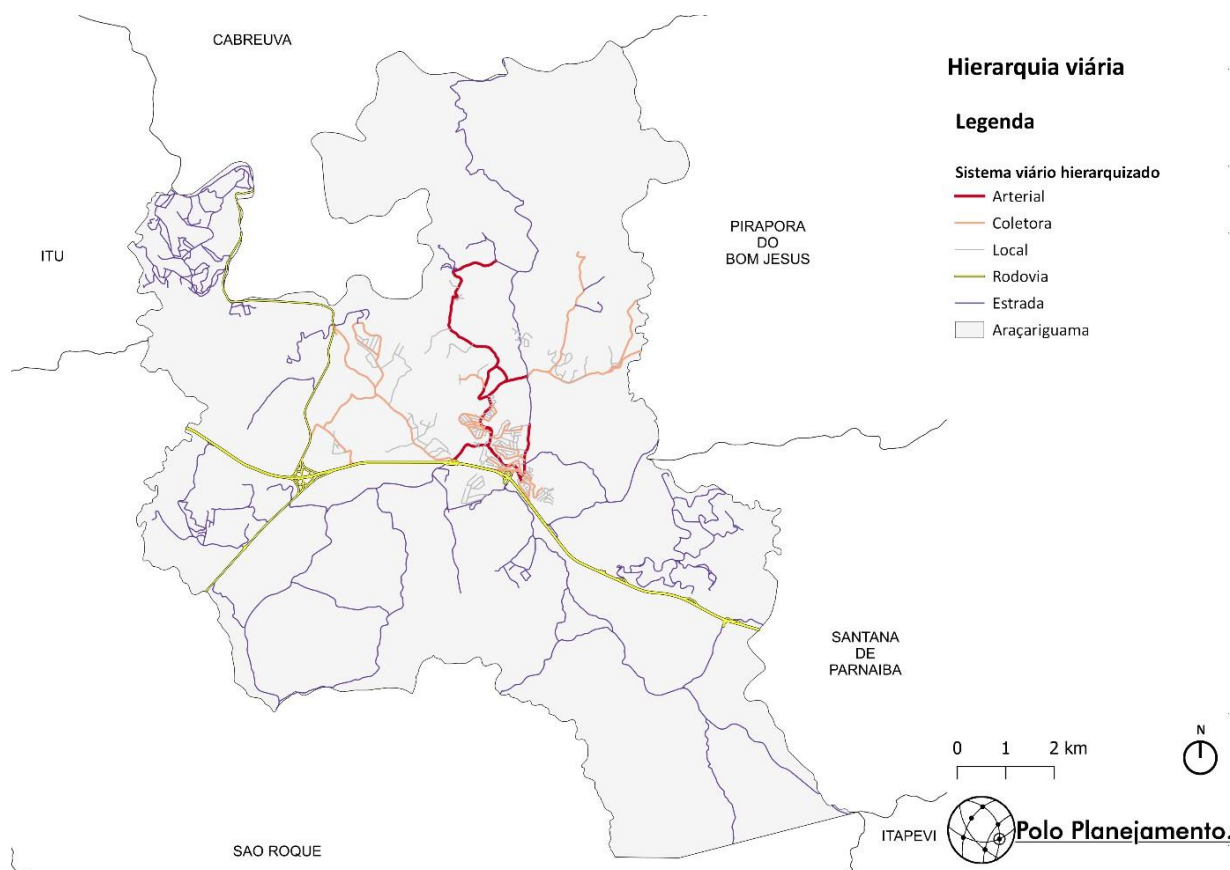 CABREUVA
Hierarquia viária
Legenda
Sistema viário hierarquizado
Arterial
Coletora
Local
Rodovia
Estrada
Araçariguama
PIRAPORA
DO
BOM JESUS
ITU
SANTANA
DE
PARNAIBA
N
0 1 2 km
SAO ROQUE
ITAPEVI
Polo Planejamento.